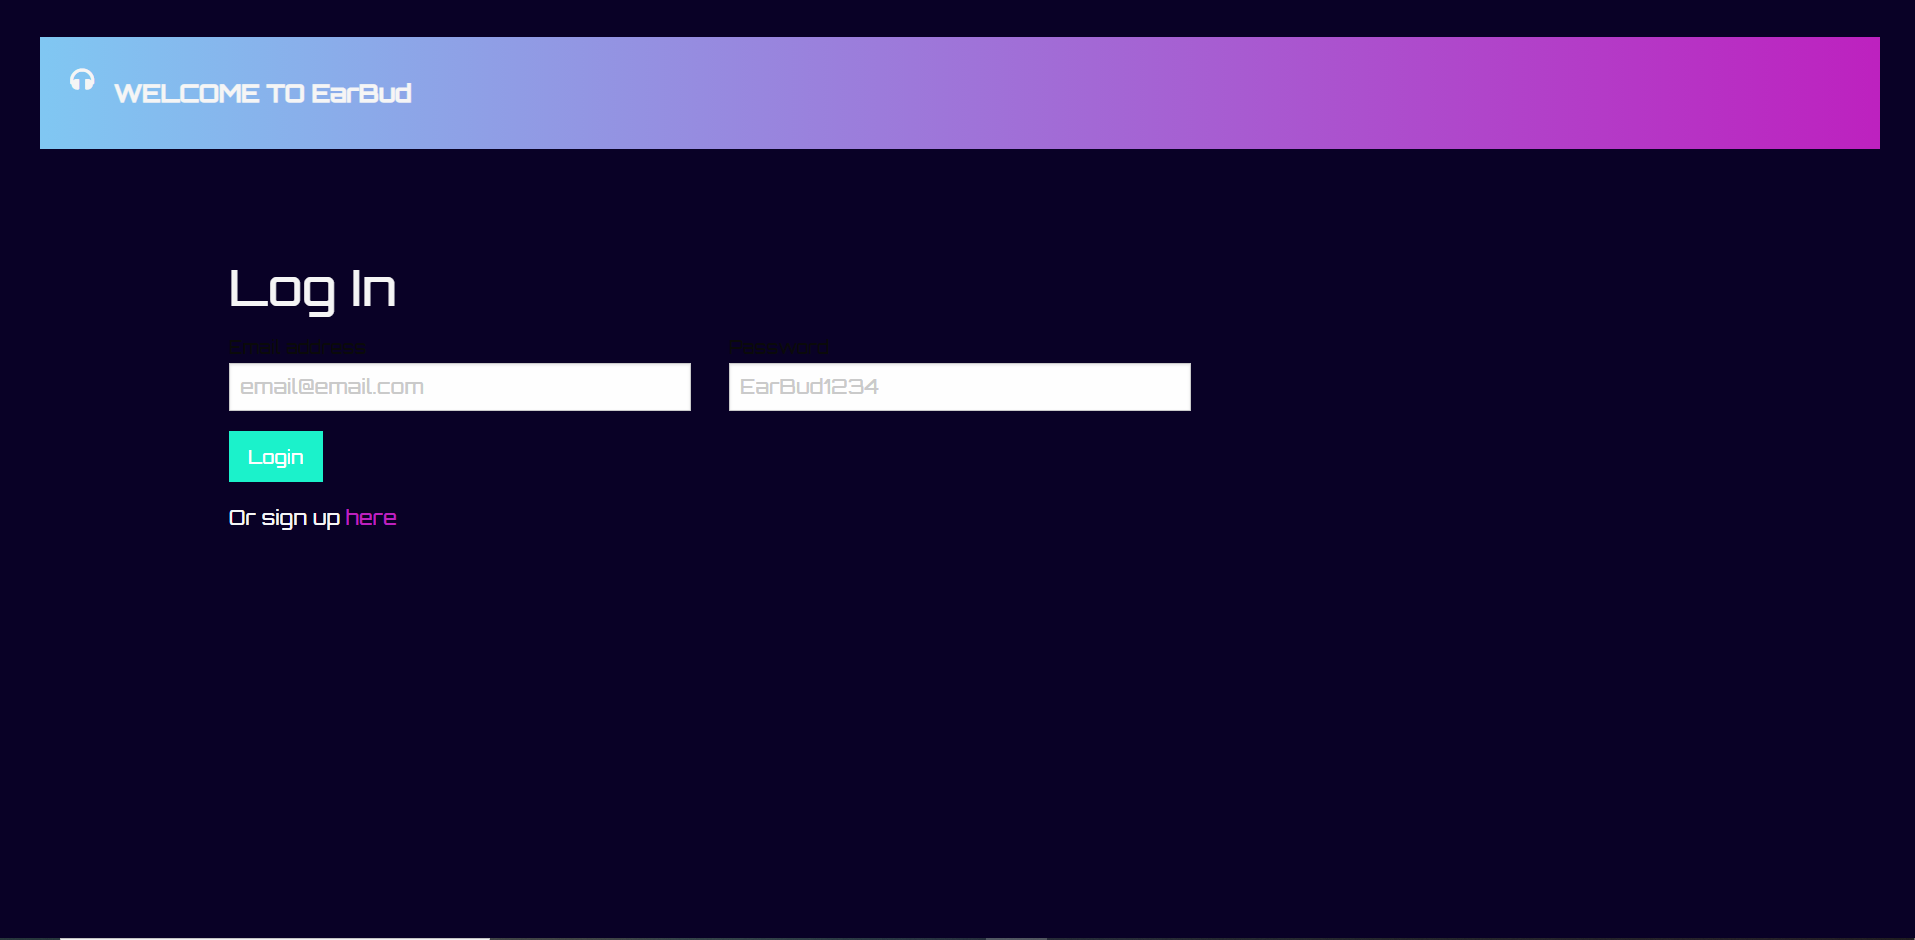 WELCOME TO EarBud
Log In
Email address
Password
email@email.com
EarBud1234
Login
Or sign up here